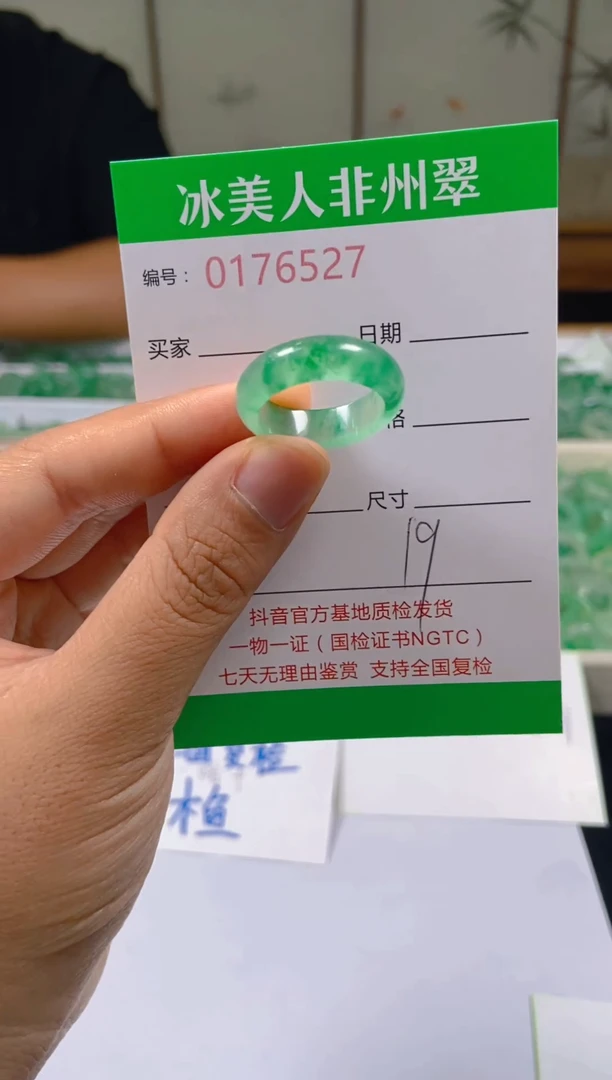 冰美人非州翠
编号： 0176527
买家 日期
格
尺寸
19
抖音官方基地质检发货
一物一证（国检证书NGTC）
七天无理由鉴赏 支持全国复检